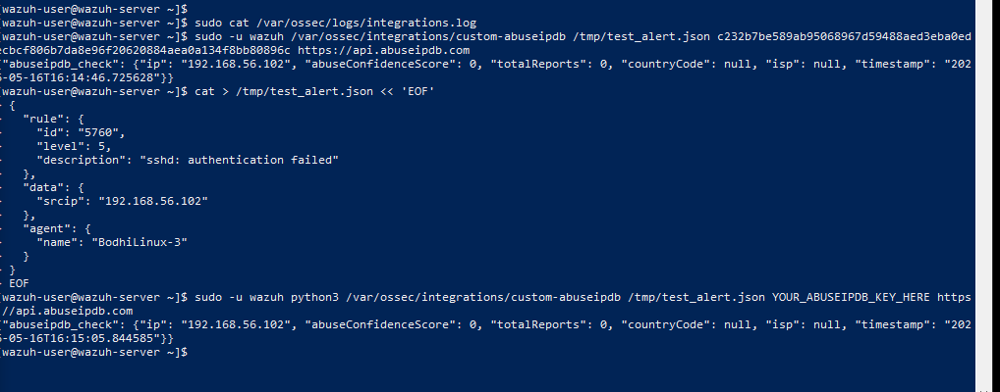 [wazuh-user@wazuh-server ~]$
[wazuh-user@wazuh-server ~]$ sudo cat /var/ossec/logs/integrations.log
[wazuh-user@wazuh-server ~]$ sudo -u wazuh /var/ossec/integrations/custom-abuseipdb /tmp/test_alert.json c232b7be589ab95068967d59488aed3eba0ed
ecbcf806b7da8e96f20620884aea0a134f8bb80896c https://api.abuseipdb.com
{"abuseipdb_check": {"ip": "192.168.56.102", "abuseConfidenceScore": 0, "totalReports": 0, "countryCode": null, "isp": null, "timestamp": "202
6-05-16T16:14:46.725628"}}
[wazuh-user@wazuh-server ~]$ cat > /tmp/test_alert.json << 'EOF'
> {
>   "rule": {
>     "id": "5760",
>     "level": 5,
>     "description": "sshd: authentication failed"
>   },
>   "data": {
>     "srcip": "192.168.56.102"
>   },
>   "agent": {
>     "name": "BodhiLinux-3"
>   }
> }
> EOF
[wazuh-user@wazuh-server ~]$ sudo -u wazuh python3 /var/ossec/integrations/custom-abuseipdb /tmp/test_alert.json YOUR_ABUSEIPDB_KEY_HERE https
://api.abuseipdb.com
{"abuseipdb_check": {"ip": "192.168.56.102", "abuseConfidenceScore": 0, "totalReports": 0, "countryCode": null, "isp": null, "timestamp": "202
6-05-16T16:15:05.844585"}}
[wazuh-user@wazuh-server ~]$